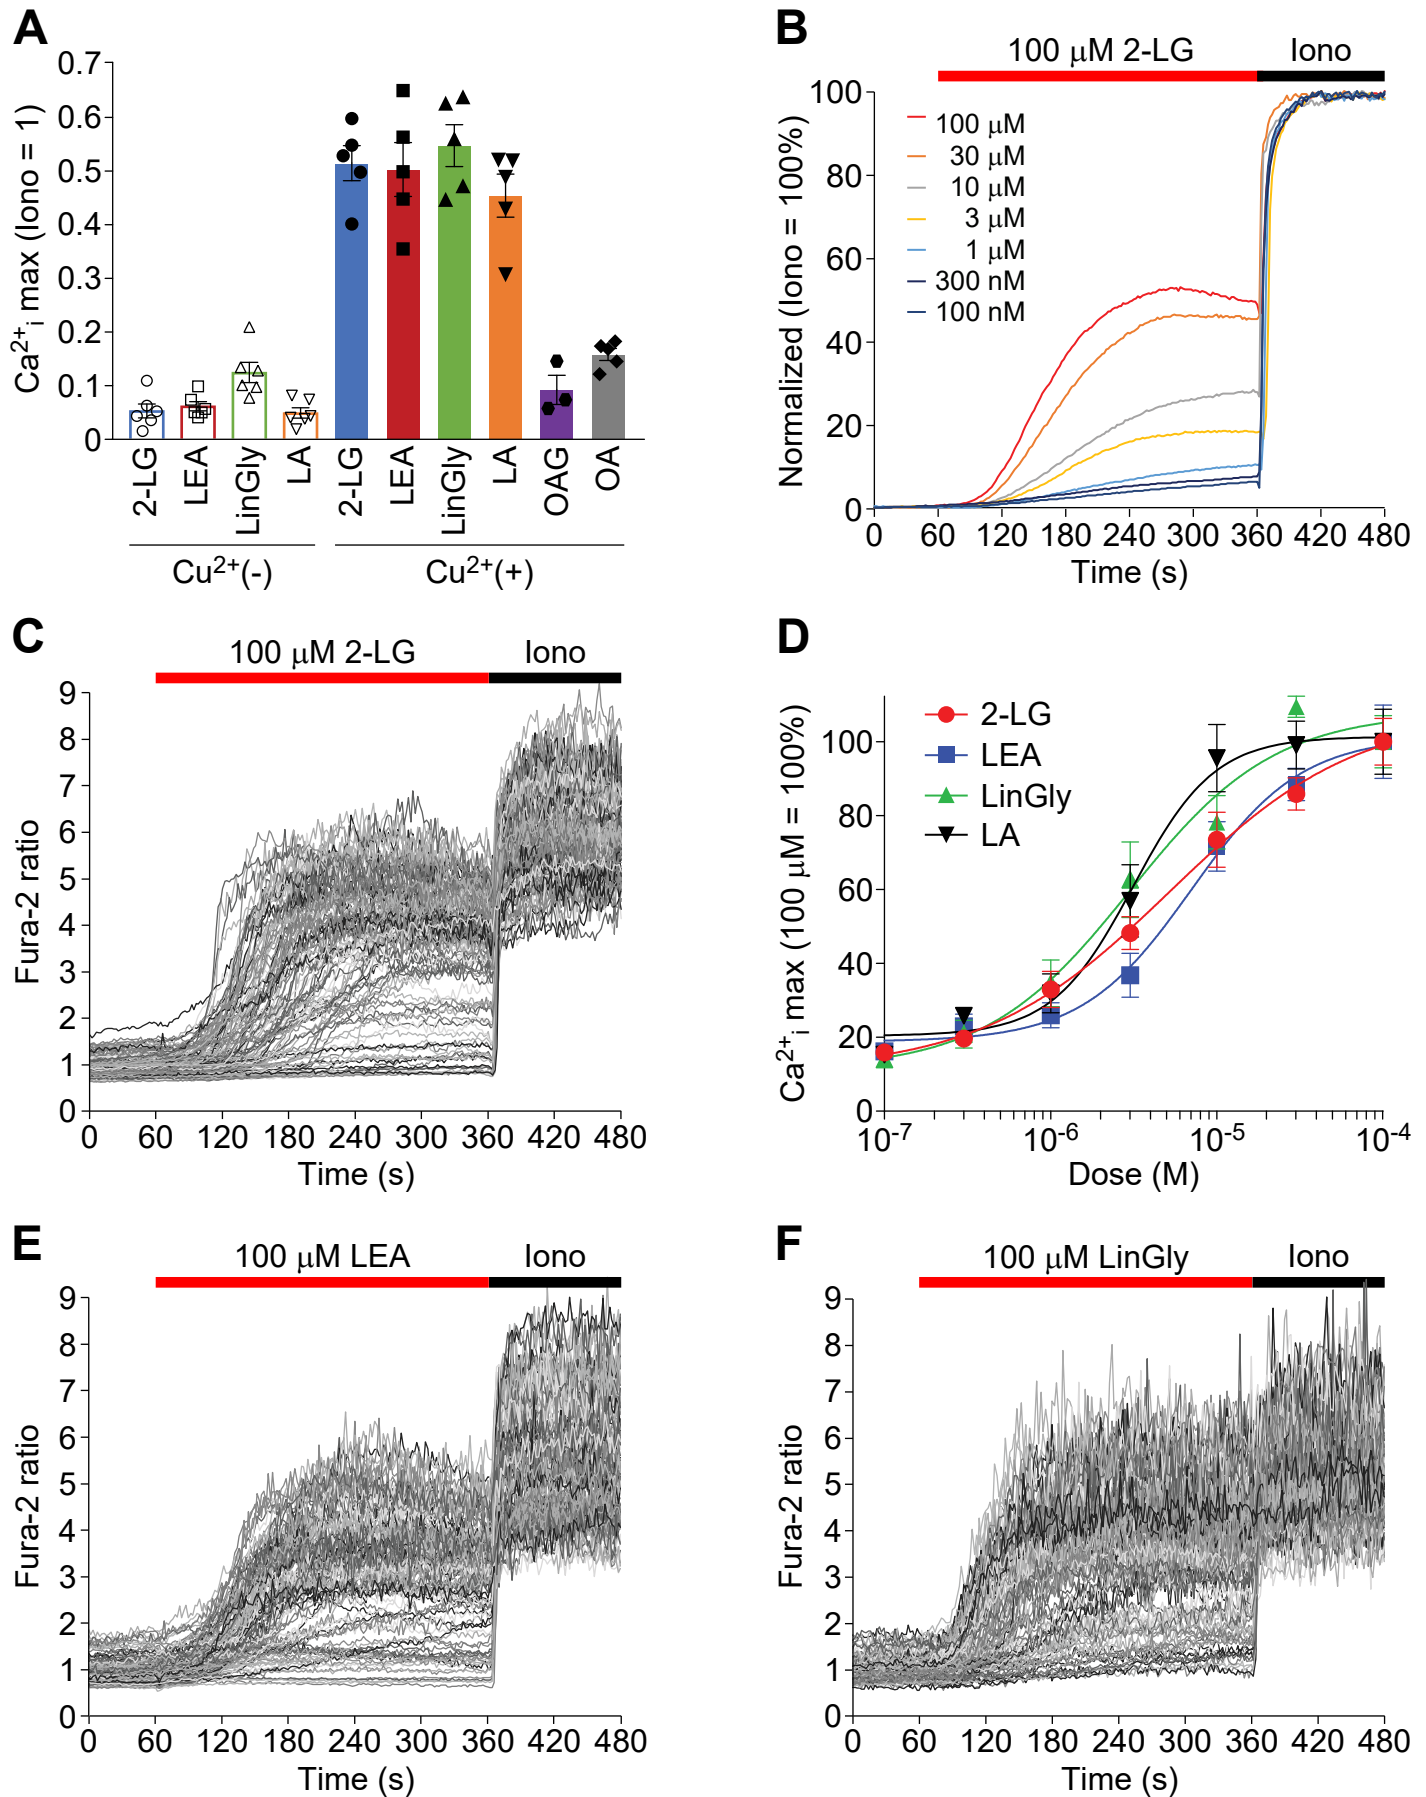 A
Ca2+i max (Iono = 1)
0.7
0.6
0.5
0.4
0.3
0.2
0.1
0
2-LG
LEA
LinGly
LA
2-LG
LEA
LinGly
LA
OAG
OA
Cu2+(-)
Cu2+(+)
B
100 μM 2-LG
Iono
Normalized (Iono = 100%)
100
80
60
40
20
0
100 μM
30 μM
10 μM
3 μM
1 μM
300 nM
100 nM
0 60 120 180 240 300 360 420 480
Time (s)
C
100 μM 2-LG
Iono
Fura-2 ratio
9
8
7
6
5
4
3
2
1
0
0 60 120 180 240 300 360 420 480
Time (s)
D
Ca2+i max (100 μM = 100%)
100
80
60
40
20
0
2-LG
LEA
LinGly
LA
10-7 10-6 10-5 10-4
Dose (M)
E
100 μM LEA
Iono
Fura-2 ratio
9
8
7
6
5
4
3
2
1
0
0 60 120 180 240 300 360 420 480
Time (s)
F
100 μM LinGly
Iono
Fura-2 ratio
9
8
7
6
5
4
3
2
1
0
0 60 120 180 240 300 360 420 480
Time (s)